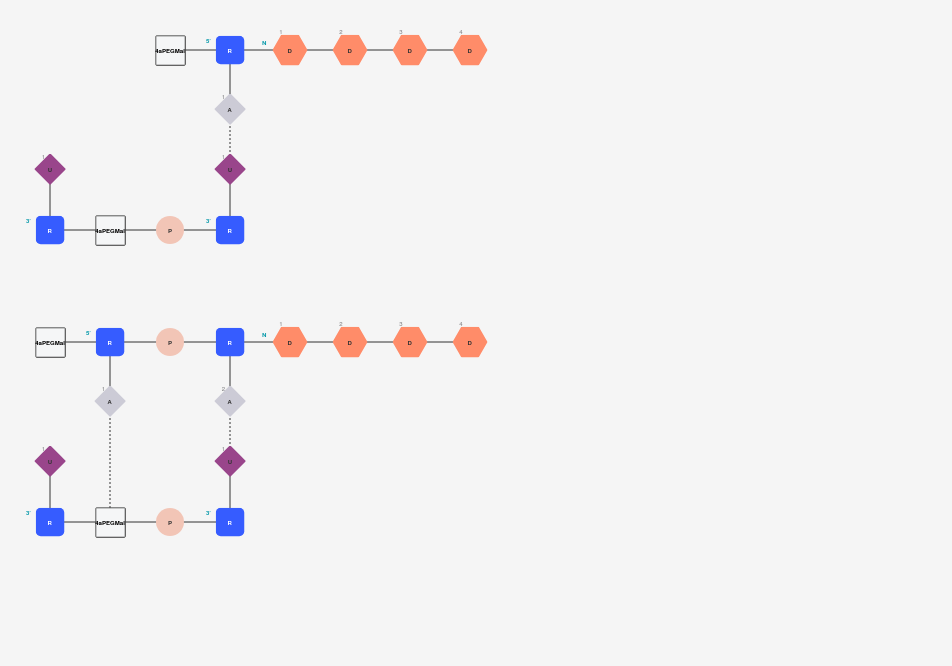 4aPEGMal 5' R N 1 D 2 D 3 D 4 D
1 A
1 U 1 U
3' R 4aPEGMal P 3' R
4aPEGMal 5' R P R N 1 D 2 D 3 D 4 D
1 A 2 A
1 U 1 U
3' R 4aPEGMal P 3' R